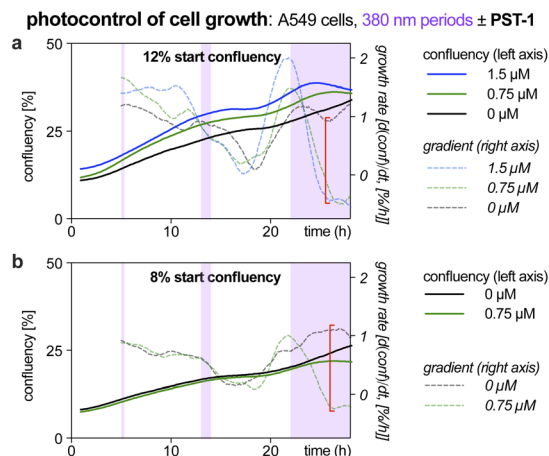 photocontrol of cell growth: A549 cells, 380 nm periods ± PST-1
a
12% start confluency
50
25
0
confluency [%]
0
10
20
time (h)
2
1
0
growth rate [d(conf)/dt, [%/h]]
confluency (left axis)
1.5 µM
0.75 µM
0 µM
gradient (right axis)
1.5 µM
0.75 µM
0 µM
b
8% start confluency
50
25
0
confluency [%]
0
10
20
time (h)
2
1
0
growth rate [d(conf)/dt, [%/h]]
confluency (left axis)
0 µM
0.75 µM
gradient (right axis)
0 µM
0.75 µM